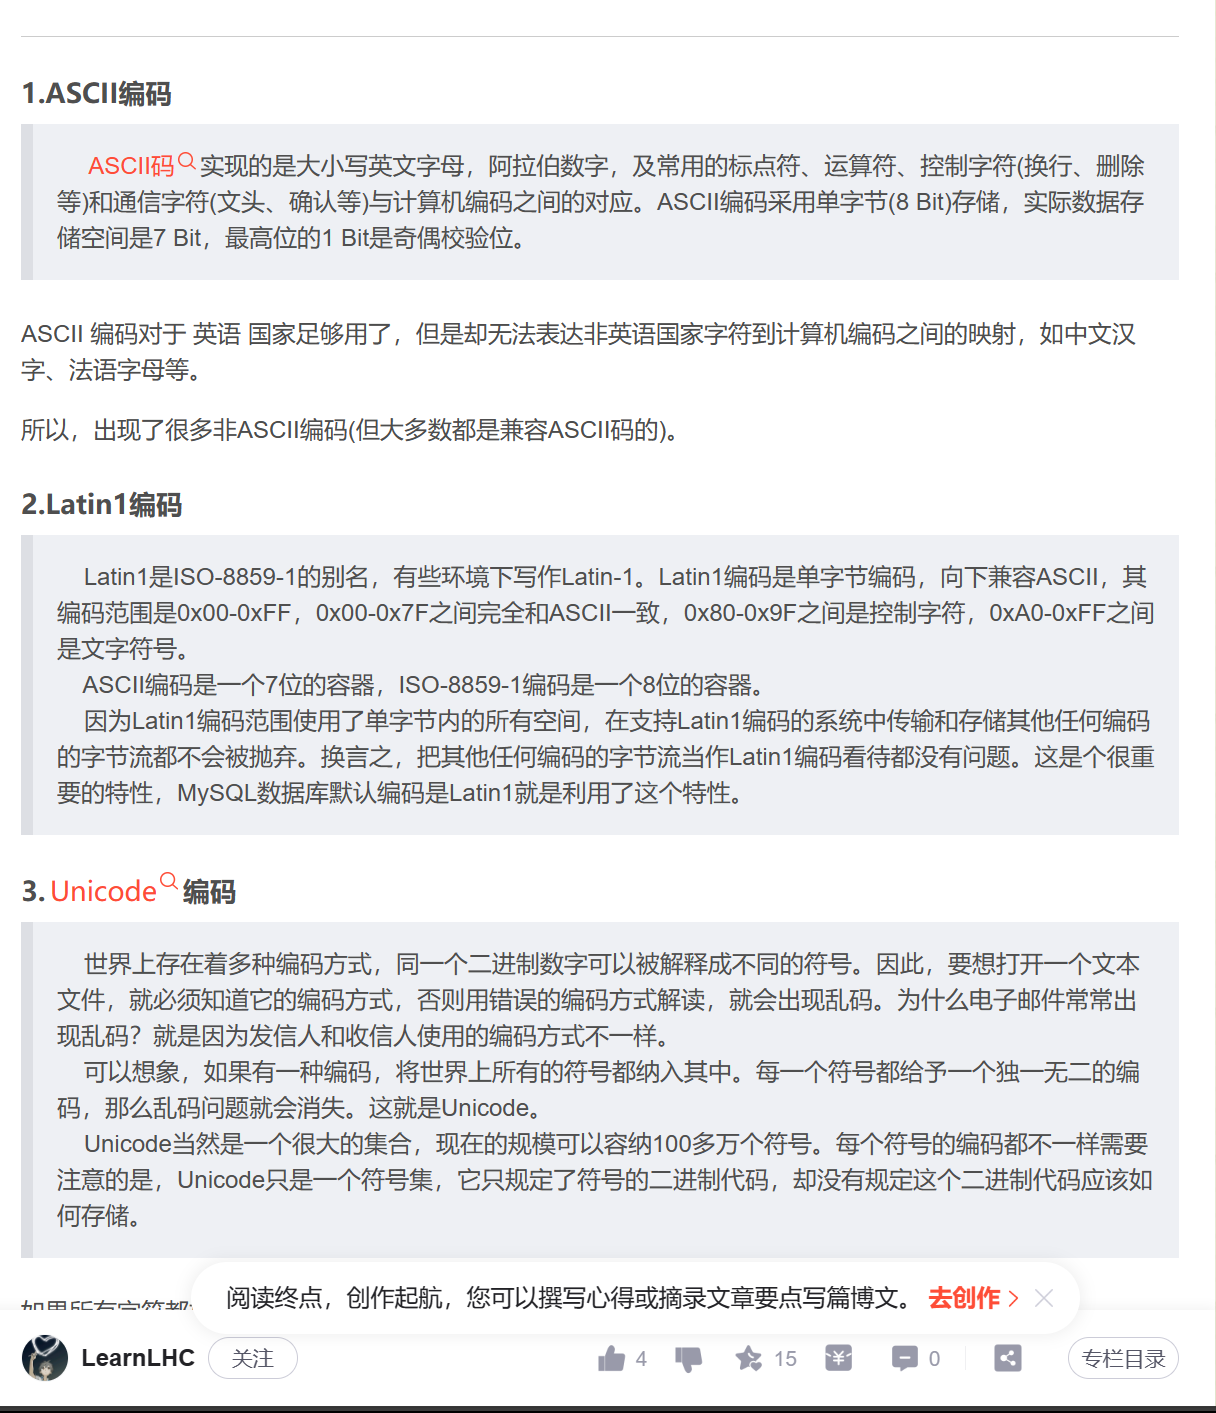 1.ASCII编码
ASCII码实现的是大小写英文字母，阿拉伯数字，及常用的标点符、运算符、控制字符(换行、删除
等)和通信字符(文头、确认等)与计算机编码之间的对应。ASCII编码采用单字节(8 Bit)存储，实际数据存
储空间是7 Bit，最高位的1 Bit是奇偶校验位。
ASCII 编码对于 英语 国家足够用了，但是却无法表达非英语国家字符到计算机编码之间的映射，如中文汉
字、法语字母等。
所以，出现了很多非ASCII编码(但大多数都是兼容ASCII码的)。
2.Latin1编码
Latin1是ISO-8859-1的别名，有些环境下写作Latin-1。Latin1编码是单字节编码，向下兼容ASCII，其
编码范围是0x00-0xFF，0x00-0x7F之间完全和ASCII一致，0x80-0x9F之间是控制字符，0xA0-0xFF之间
是文字符号。
ASCII编码是一个7位的容器，ISO-8859-1编码是一个8位的容器。
因为Latin1编码范围使用了单字节内的所有空间，在支持Latin1编码的系统中传输和存储其他任何编码
的字节流都不会被抛弃。换言之，把其他任何编码的字节流当作Latin1编码看待都没有问题。这是个很重
要的特性，MySQL数据库默认编码是Latin1就是利用了这个特性。
3.Unicode编码
世界上存在着多种编码方式，同一个二进制数字可以被解释成不同的符号。因此，要想打开一个文本
文件，就必须知道它的编码方式，否则用错误的编码方式解读，就会出现乱码。为什么电子邮件常常出
现乱码？就是因为发信人和收信人使用的编码方式不一样。
可以想象，如果有一种编码，将世界上所有的符号都纳入其中。每一个符号都给予一个独一无二的编
码，那么乱码问题就会消失。这就是Unicode。
Unicode当然是一个很大的集合，现在的规模可以容纳100多万个符号。每个符号的编码都不一样需要
注意的是，Unicode只是一个符号集，它只规定了符号的二进制代码，却没有规定这个二进制代码应该如
何存储。
阅读终点，创作起航，您可以撰写心得或摘录文章要点写篇博文。去创作
LearnLHC 关注 4 15 0 专栏目录